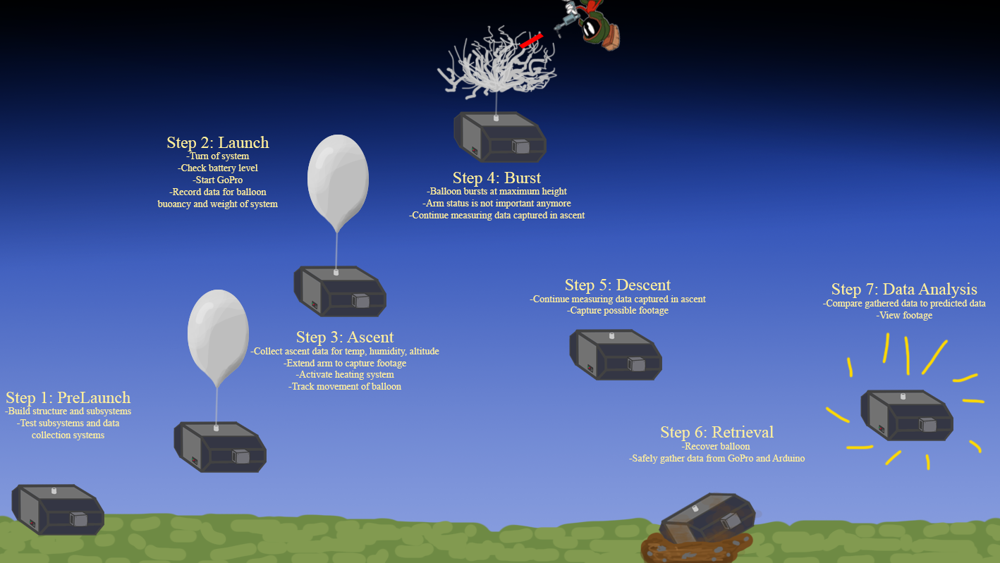 Step 1: PreLaunch
-Build structure and subsystems
-Test subsystems and data
collection systems
Step 2: Launch
-Turn of system
-Check battery level
-Start GoPro
-Record data for balloon
buoancy and weight of system
Step 3: Ascent
-Collect ascent data for temp, humidity, altitude
-Extend arm to capture footage
-Activate heating system
-Track movement of balloon
Step 4: Burst
-Balloon bursts at maximum height
-Arm status is not important anymore
-Continue measuring data captured in ascent
Step 5: Descent
-Continue measuring data captured in ascent
-Capture possible footage
Step 6: Retrieval
-Recover balloon
-Safely gather data from GoPro and Arduino
Step 7: Data Analysis
-Compare gathered data to predicted data
-View footage